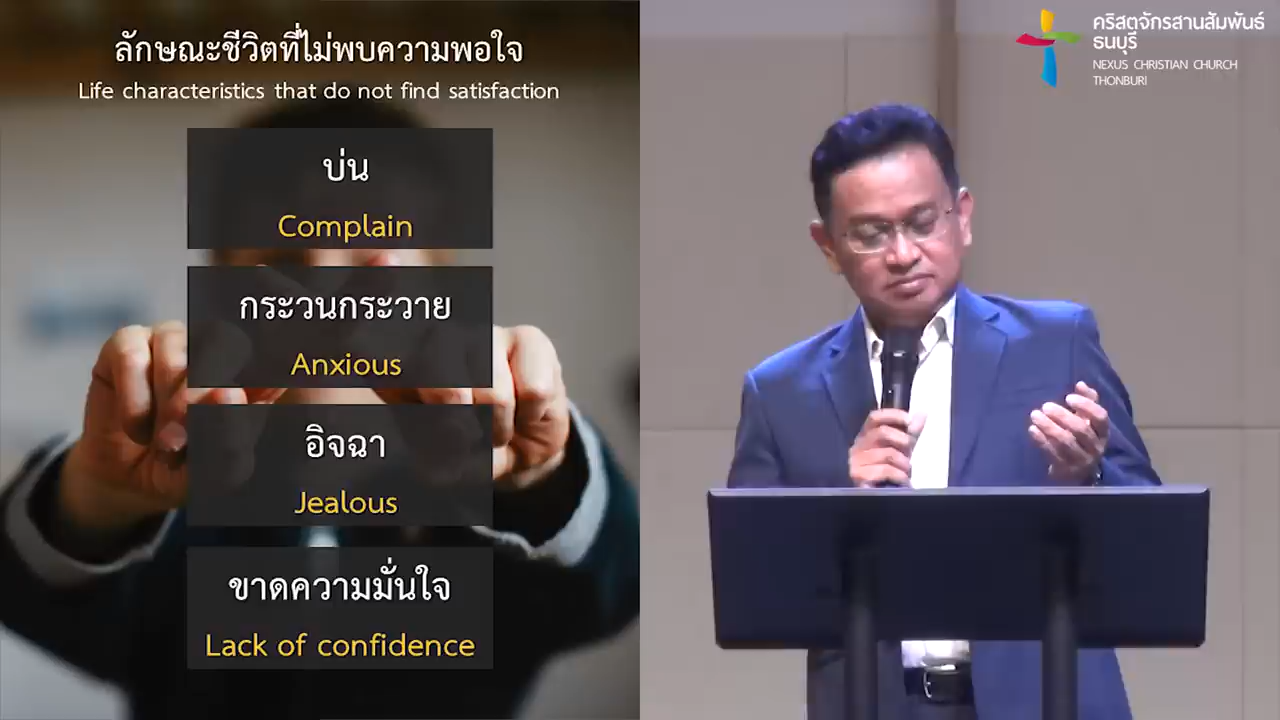 ลักษณะชีวิตที่ไม่พบความพอใจ
Life characteristics that do not find satisfaction
บ่น
Complain
กระวนกระวาย
Anxious
อิจฉา
Jealous
ขาดความมั่นใจ
Lack of confidence
คริสตจักรสานสัมพันธ์
ธนบุรี
NEXUS CHRISTIAN CHURCH
THONBURI